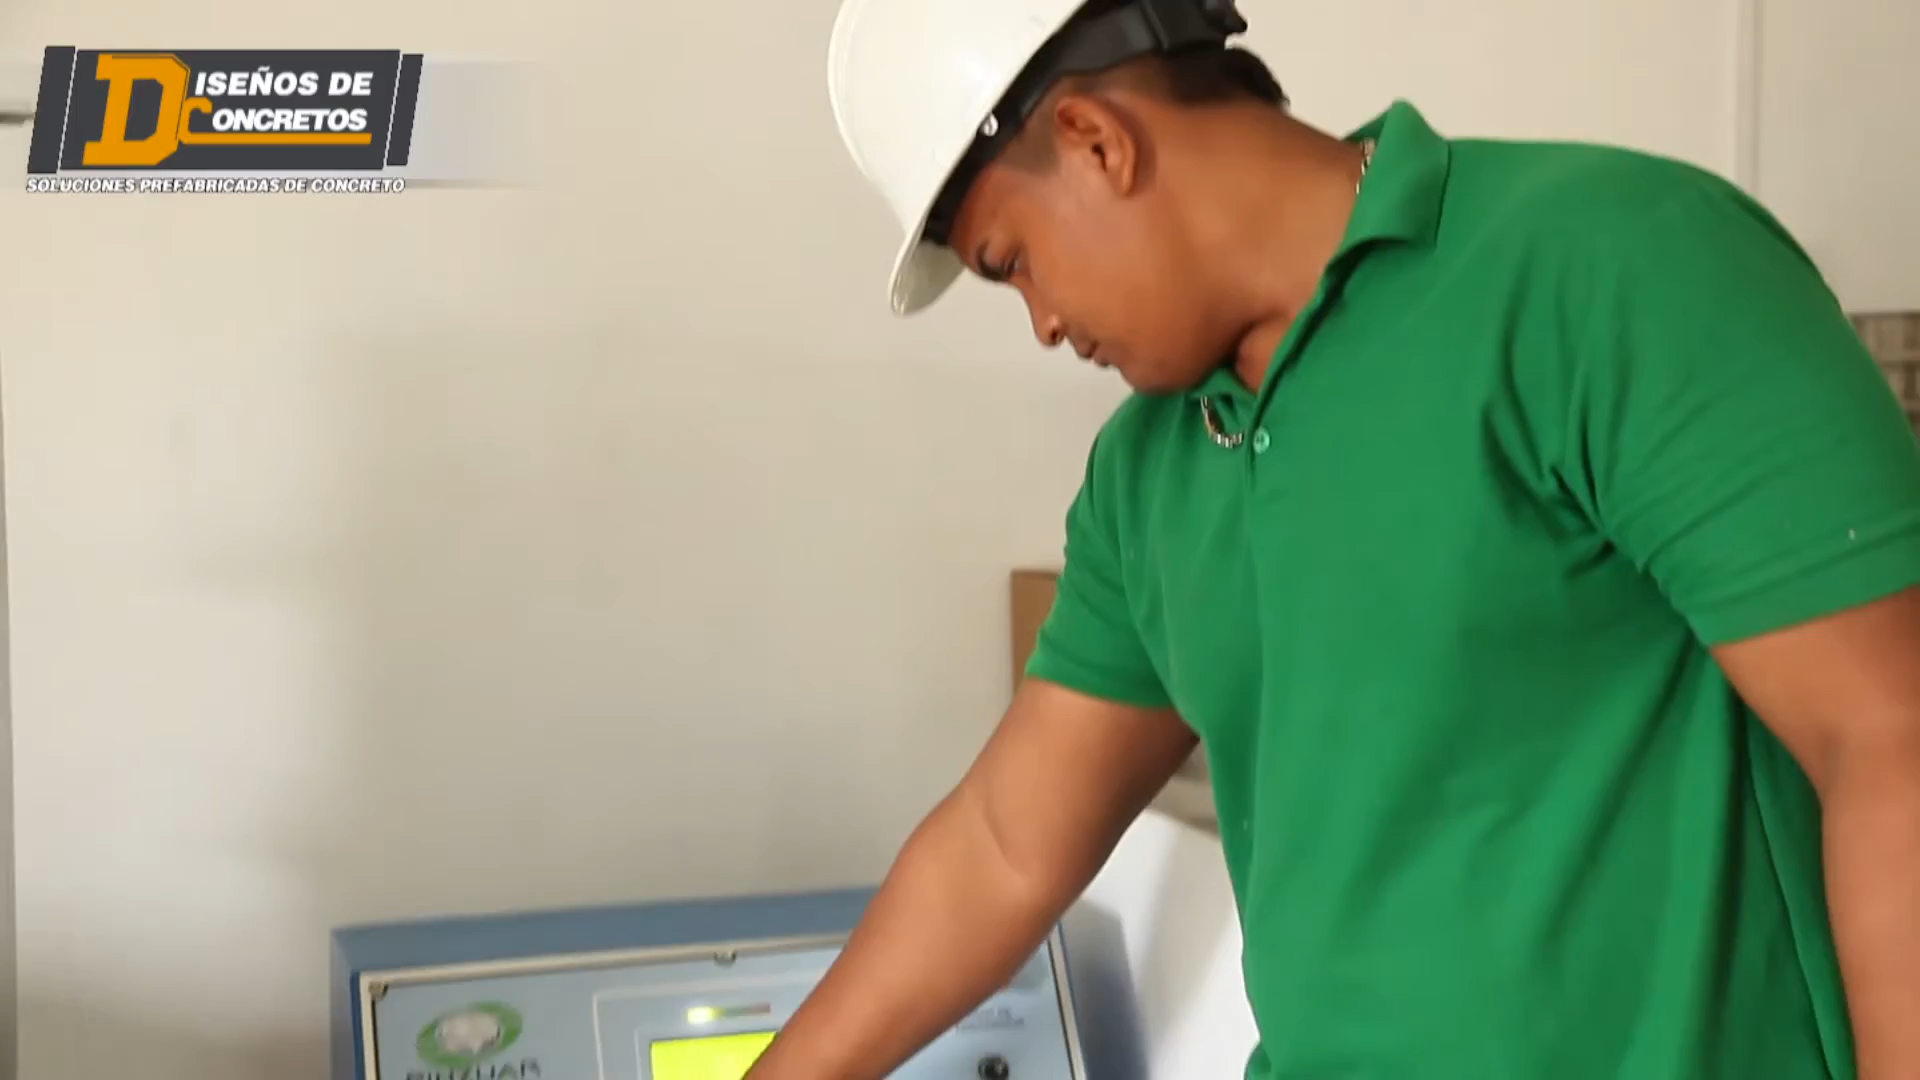 DISEÑOS DE
CONCRETOS
SOLUCIONES PREFABRICADAS DE CONCRETO